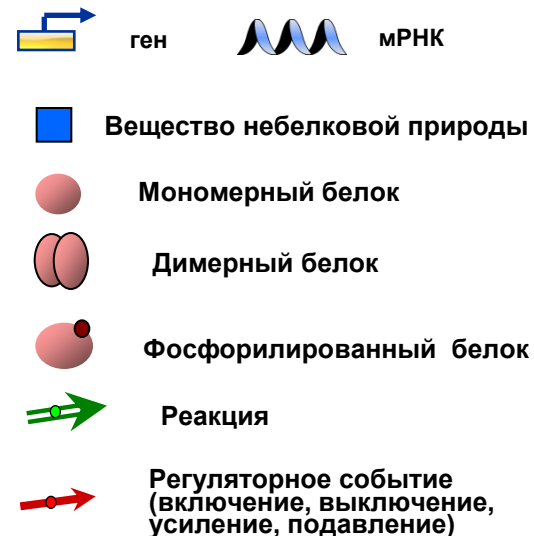 ген
мРНК
Вещество небелковой природы
Мономерный белок
Димерный белок
Фосфорилированный белок
Реакция
Регуляторное событие
(включение, выключение,
усиление, подавление)